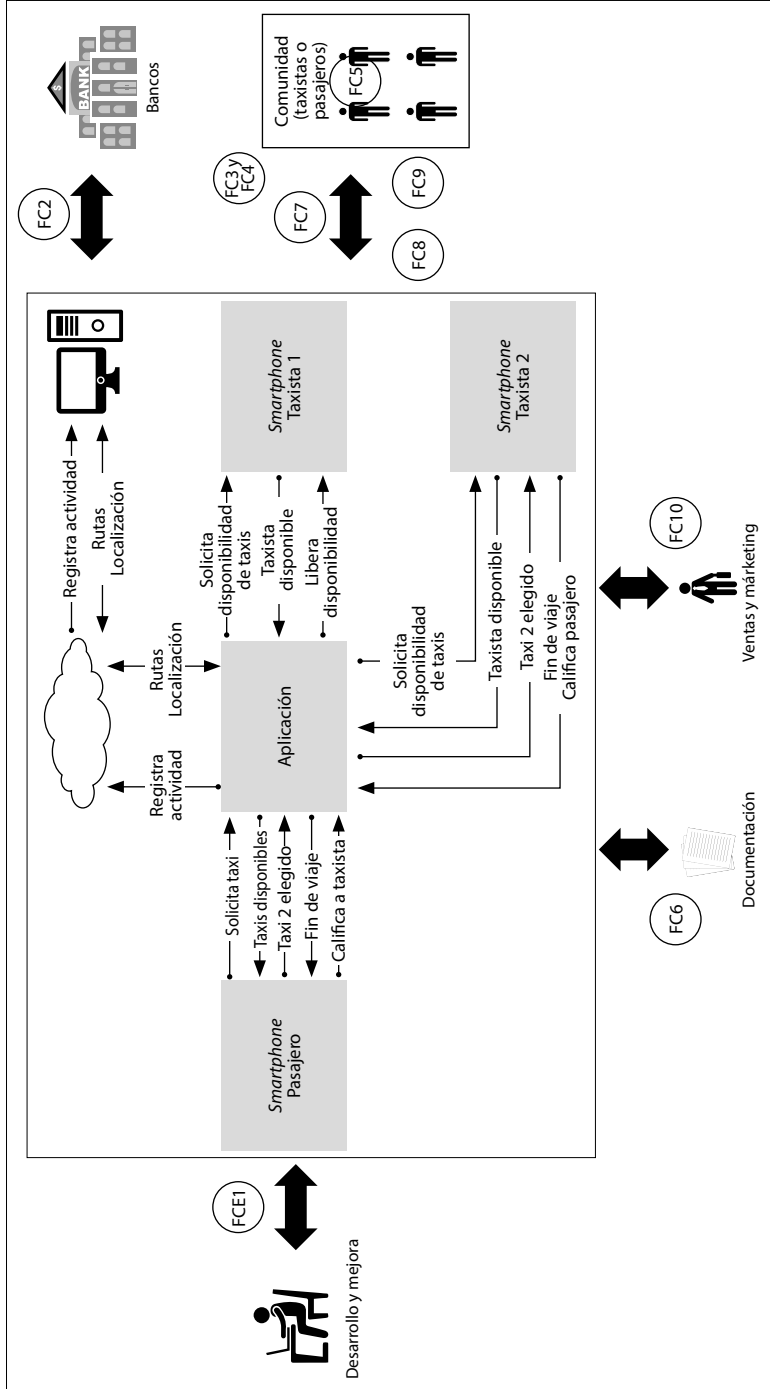 Desarrollo y mejora
FCE1
Smartphone
Pasajero
Solicita taxi
Taxis disponibles
Taxi 2 elegido
Fin de viaje
Califica a taxista
Registra
actividad
Rutas
Localización
Aplicación
Registra actividad
Rutas
Localización
Solicita
disponibilidad
de taxis
Taxista
disponible
Libera
disponibilidad
Smartphone
Taxista 1
Solicita
disponibilidad
de taxis
Taxista disponible
Taxi 2 elegido
Fin de viaje
Califica pasajero
Smartphone
Taxista 2
FC2
$
BANK
Bancos
FC3 y
FC4
FC7
FC8
FC9
Comunidad
(taxistas o
pasajeros)
FC5
FC6
Documentación
FC10
Ventas y márketing